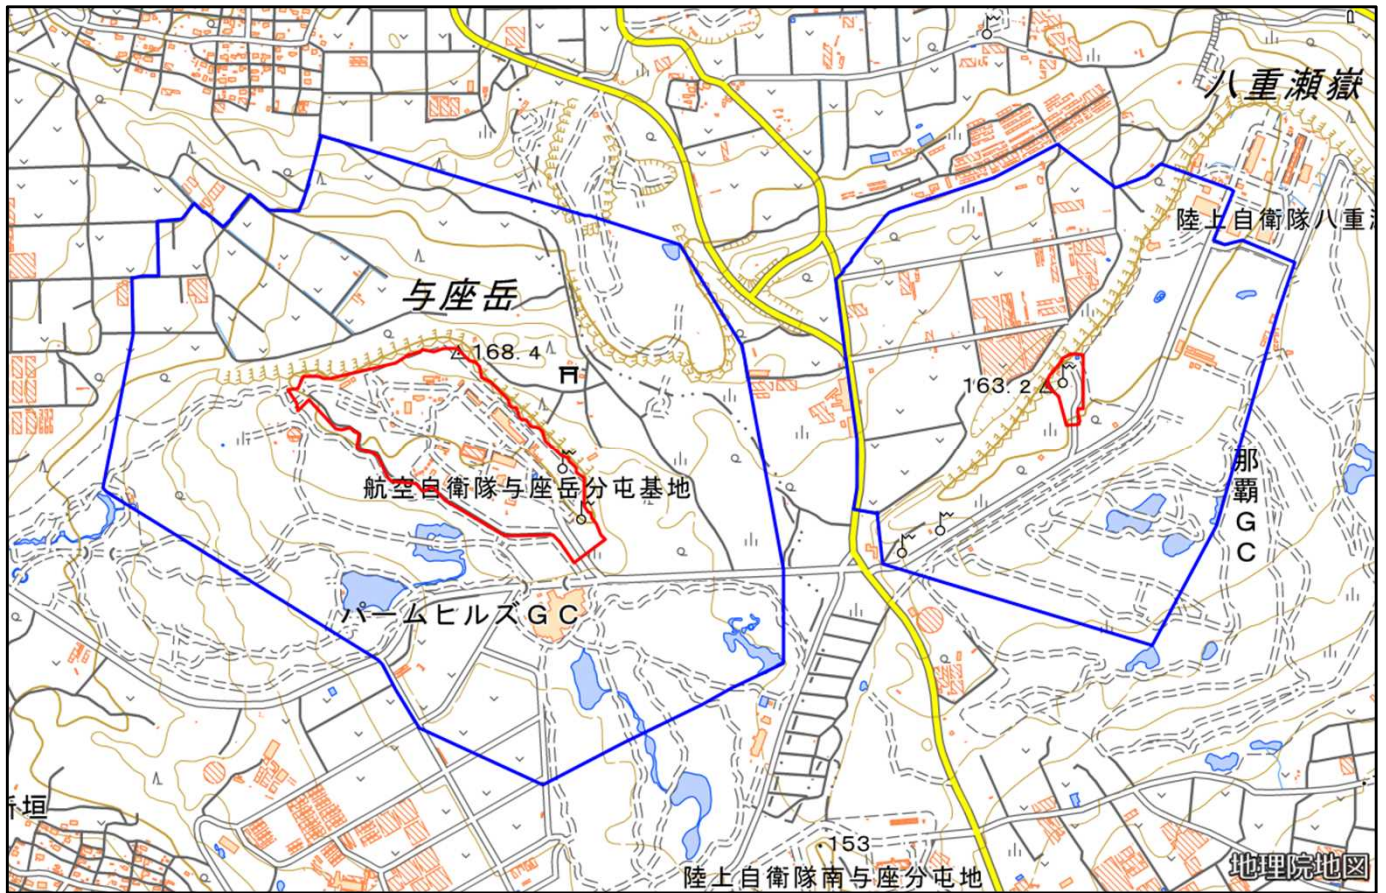 八重瀬嶽
陸上自衛隊八重
与座岳
168.4
163.2
航空自衛隊与座岳分屯基地
那覇GC
パームヒルズGC
垣
153
陸上自衛隊南与座分屯地
地理院地図